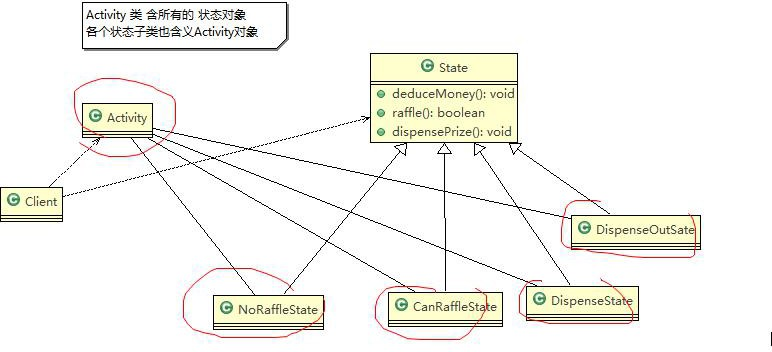 Activity 类 含所有的 状态对象
各个状态子类也含义Activity对象
State
deduceMoney(): void
raffle(): boolean
dispensePrize(): void
Activity
Client
DispenseOutSate
NoRaffleState
CanRaffleState
DispenseState